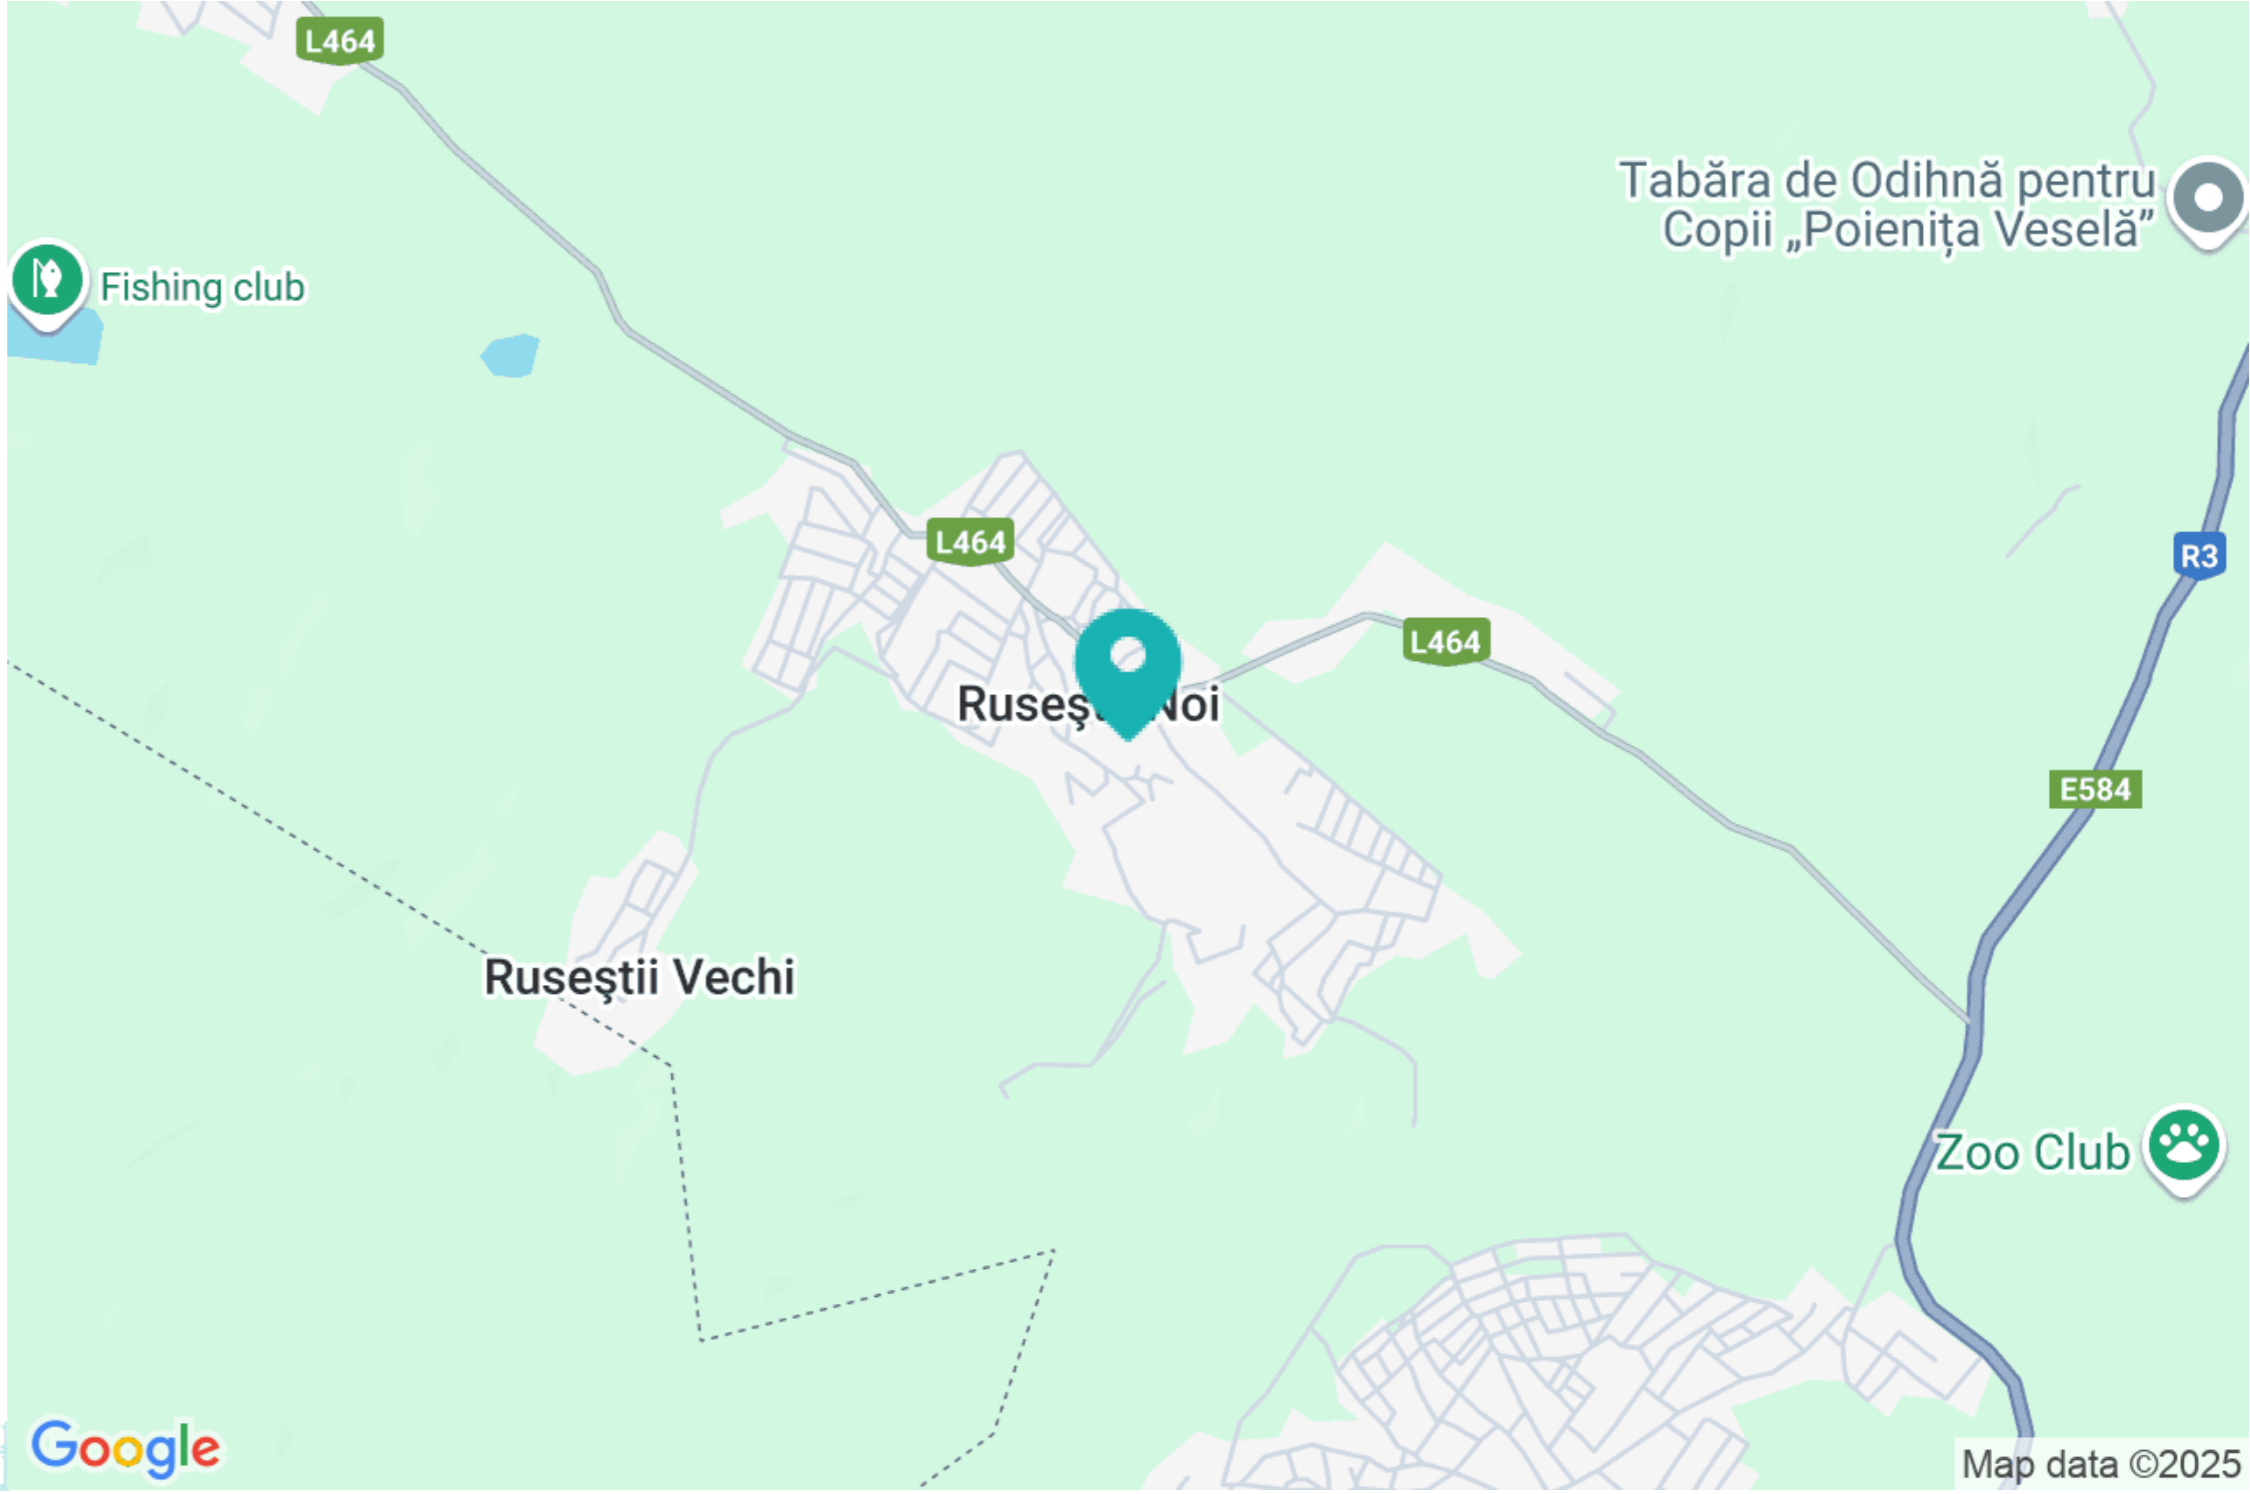 L464
Tabăra de Odihnă pentru
Copii „Poienița Veselă”
Fishing club
L464
R3
L464
Noi
E584
Ruseştii Vechi
Zoo Club
Google
Map data ©2025